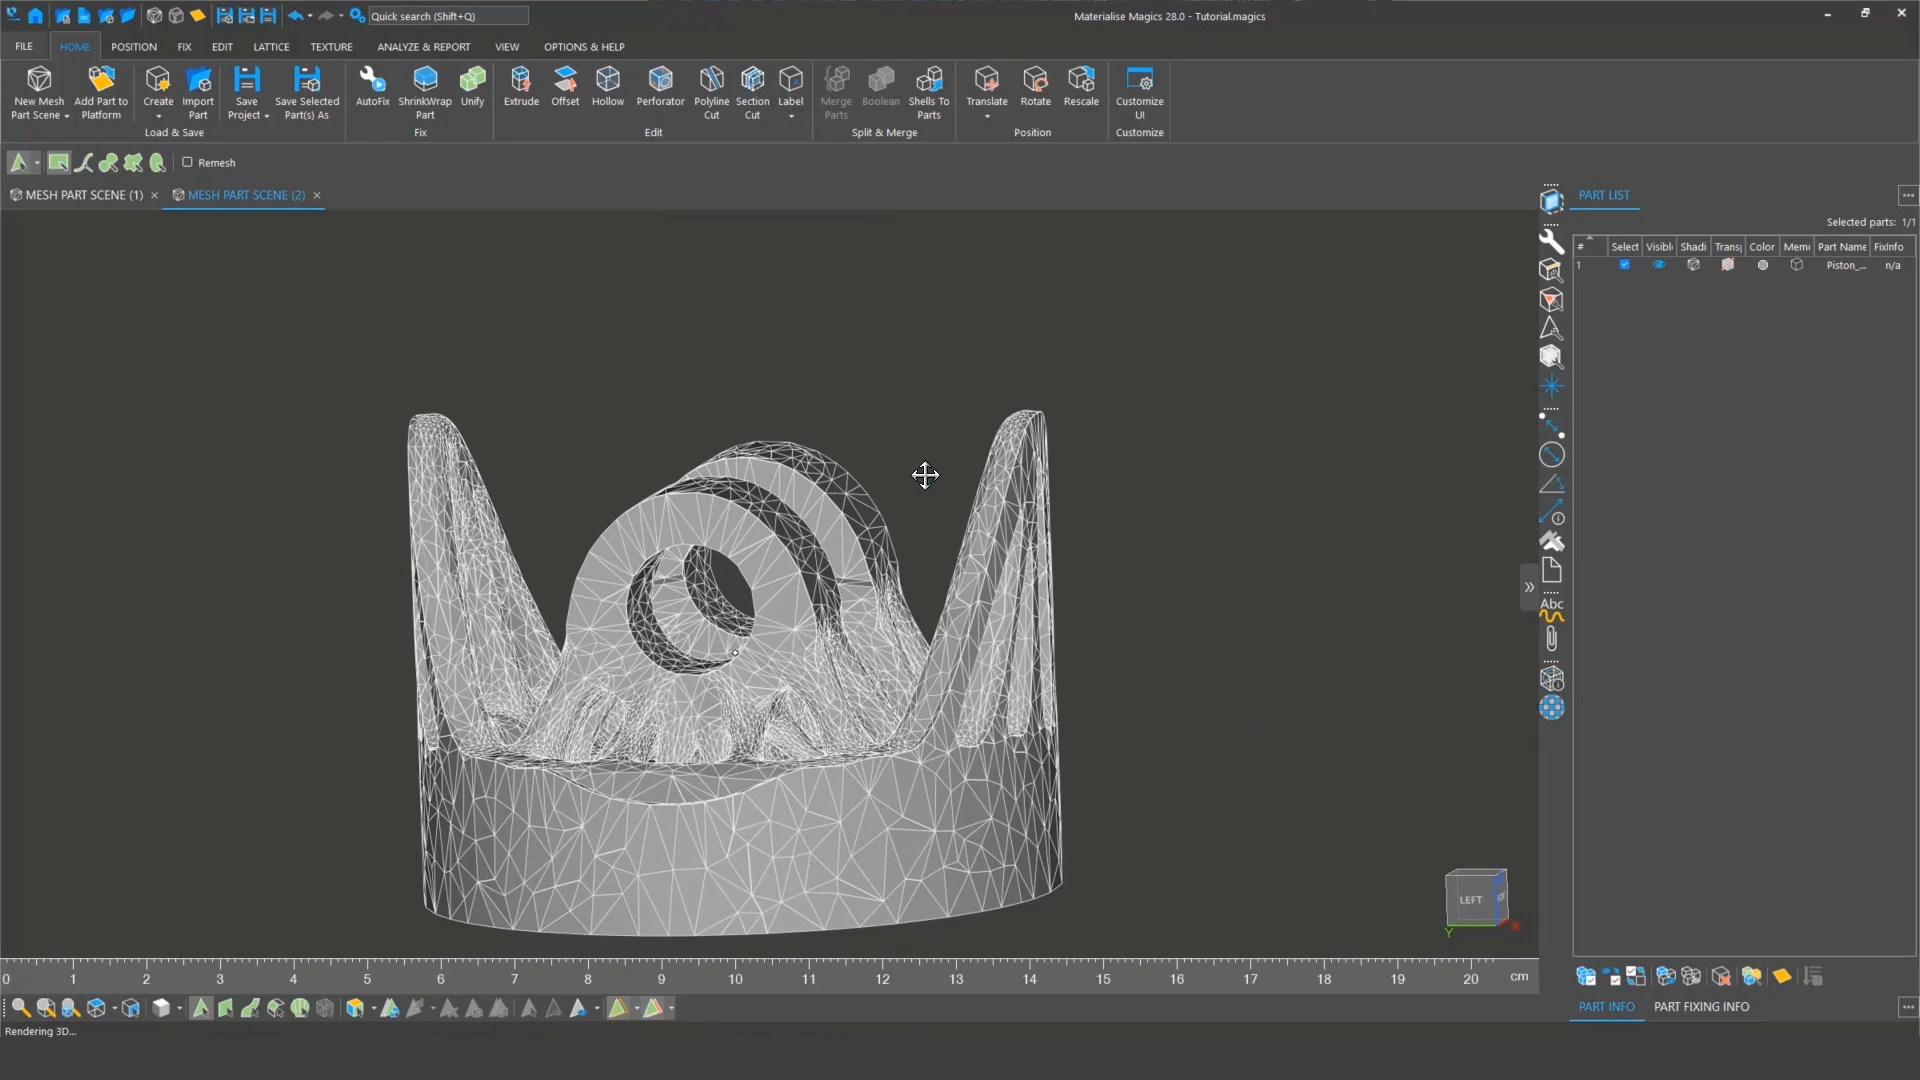 Quick search (Shift+Q)
Materialise Magics 28.0 - Tutorial.magics
FILE HOME POSITION FIX EDIT LATTICE TEXTURE ANALYZE & REPORT VIEW OPTIONS & HELP
New Mesh Part Scene
Add Part to Platform
Create
Import Part
Save Project
Save Selected Part(s) As
AutoFix
ShrinkWrap Part
Unify
Extrude
Offset
Hollow
Perforator
Polyline Cut
Section Cut
Label
Merge Parts
Boolean
Shells To Parts
Translate
Rotate
Rescale
Customize UI
Load & Save
Fix
Edit
Split & Merge
Position
Customize
Remesh
MESH PART SCENE (1)
MESH PART SCENE (2)
PART LIST
Selected parts: 1/1
# Select Visibl Shadi Trans Color Mem Part Name FixInfo
1 Piston_... n/a
Abc
LEFT
Y X
0 1 2 3 4 5 6 7 8 9 10 11 12 13 14 15 16 17 18 19 20 cm
PART INFO PART FIXING INFO
Rendering 3D...